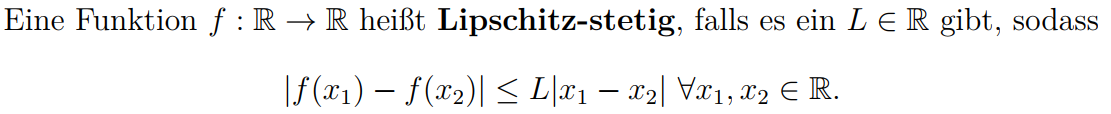 Eine Funktion f : ℝ → ℝ heißt Lipschitz-stetig, falls es ein L ∈ ℝ gibt, sodass
|f(x₁) − f(x₂)| ≤ L|x₁ − x₂| ∀x₁, x₂ ∈ ℝ.